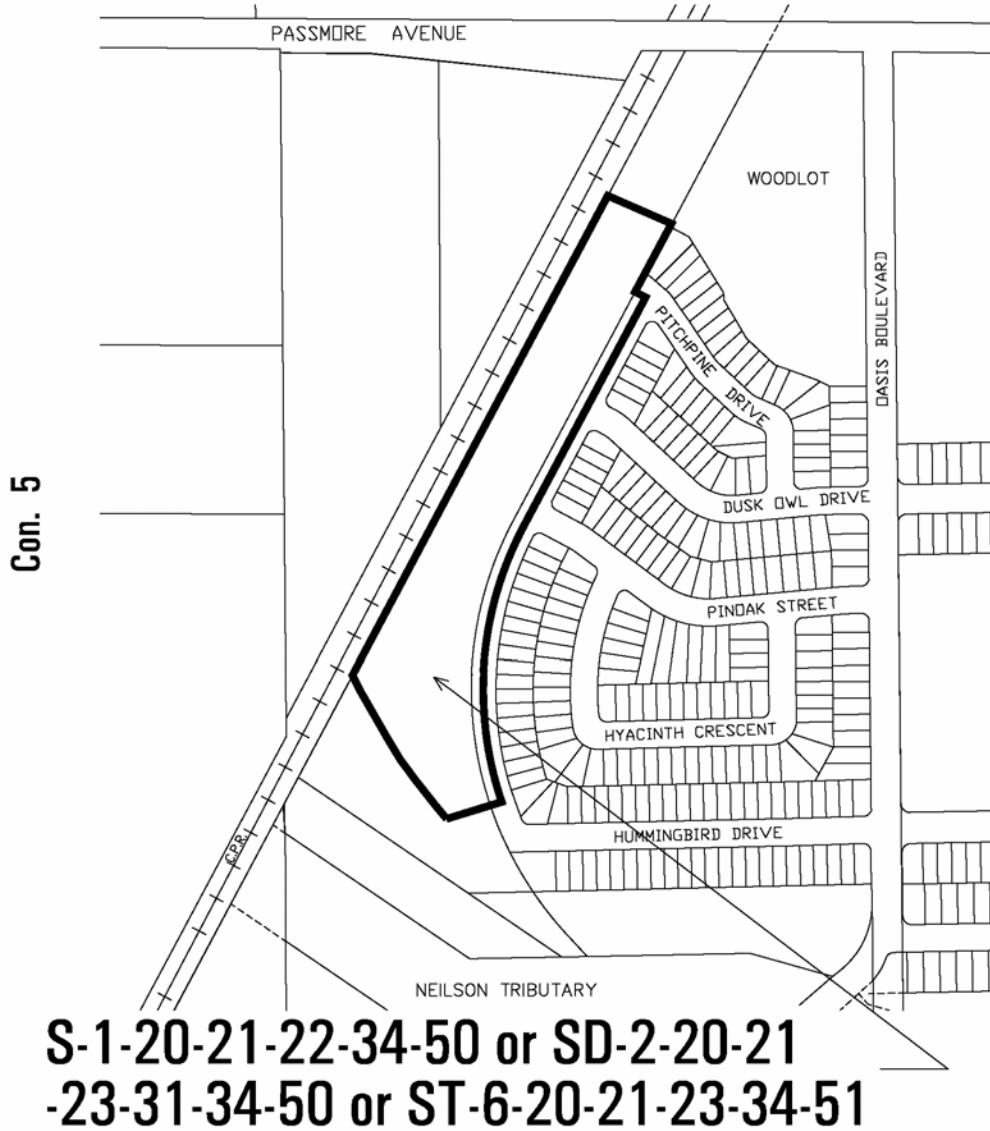 PASSMORE AVENUE
WOODLOT
OASIS BOULEVARD
PITCHPINE DRIVE
Con. 5
DUSK OWL DRIVE
PINOAK STREET
HYACINTH CRESCENT
HUMMINGBIRD DRIVE
C.P.R.
NEILSON TRIBUTARY
S-1-20-21-22-34-50 or SD-2-20-21
-23-31-34-50 or ST-6-20-21-23-34-51